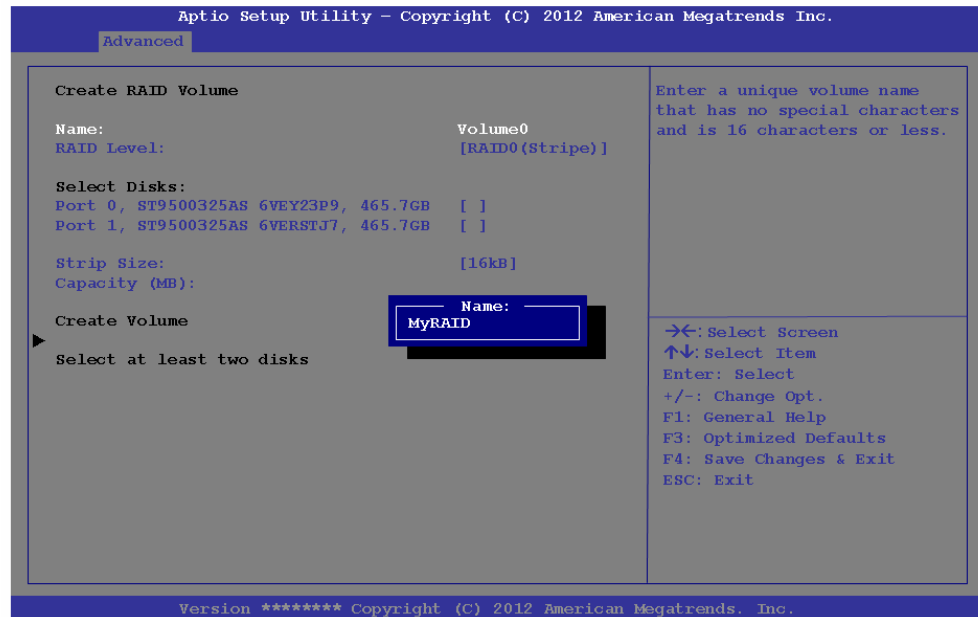 Aptio Setup Utility – Copyright (C) 2012 American Megatrends Inc.
Advanced
Create RAID Volume
Name: Volume0
RAID Level: [RAID0(Stripe)]
Select Disks:
Port 0, ST9500325AS 6VEY23P9, 465.7GB [ ]
Port 1, ST9500325AS 6VERSTJ7, 465.7GB [ ]
Strip Size: [16kB]
Capacity (MB):
Create Volume
Select at least two disks
Name:
MyRAID
Enter a unique volume name
that has no special characters
and is 16 characters or less.
→←:Select Screen
↑↓:Select Item
Enter: Select
+/-: Change Opt.
F1: General Help
F3: Optimized Defaults
F4: Save Changes & Exit
ESC: Exit
Version ******** Copyright (C) 2012 American Megatrends. Inc.